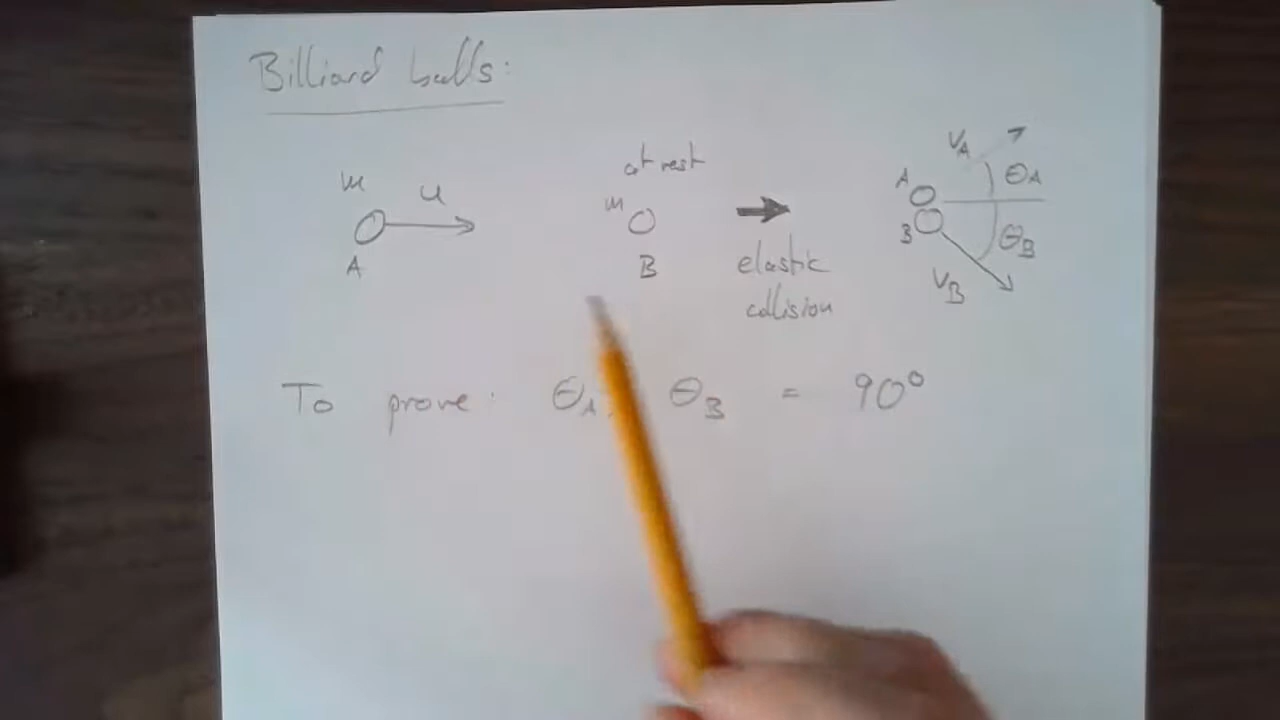 Billiard balls:
at rest
m u m
A B
elastic
collision
A VA ΘA
B VB ΘB
To prove: ΘA ΘB = 90°